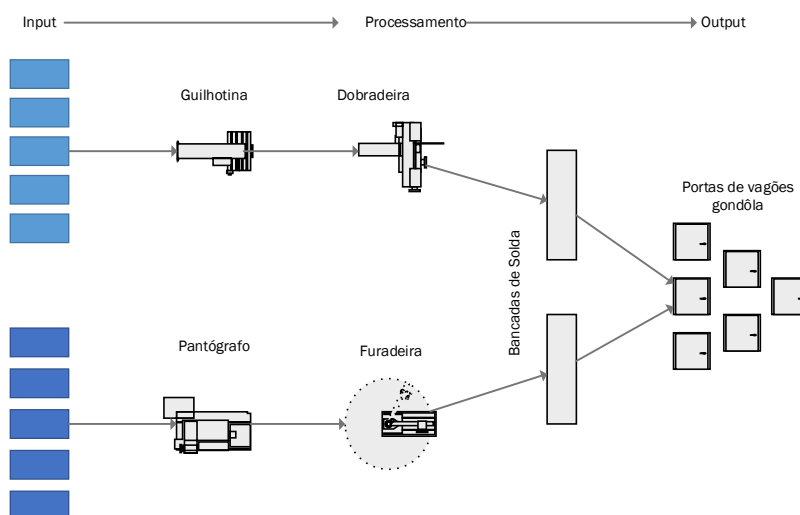 Input
Processamento
Output
Guilhotina
Dobradeira
Portas de vagões
gondôla
Bancadas de Solda
Pantógrafo
Furadeira